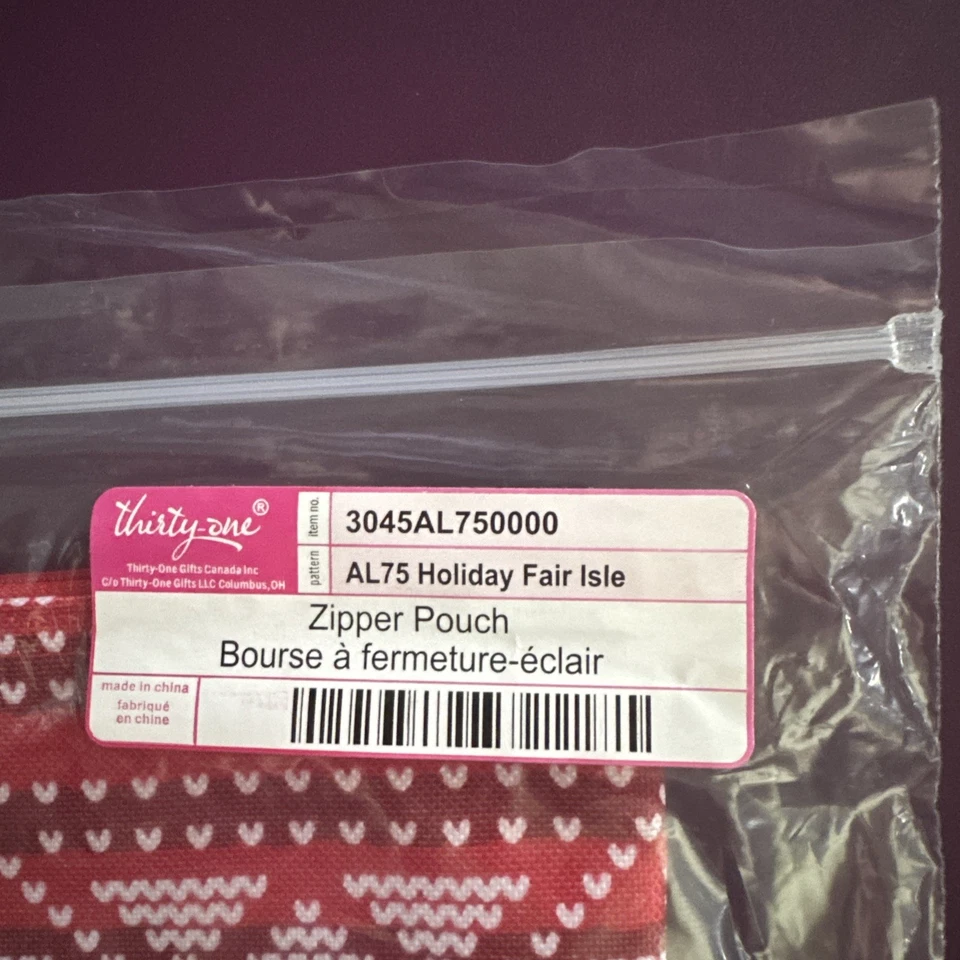 thirty-one®
Thirty-One Gifts Canada Inc
C/o Thirty-One Gifts LLC Columbus, OH
item no.
3045AL750000
pattern
AL75 Holiday Fair Isle
Zipper Pouch
Bourse à fermeture-éclair
made in china
fabriqué
en chine